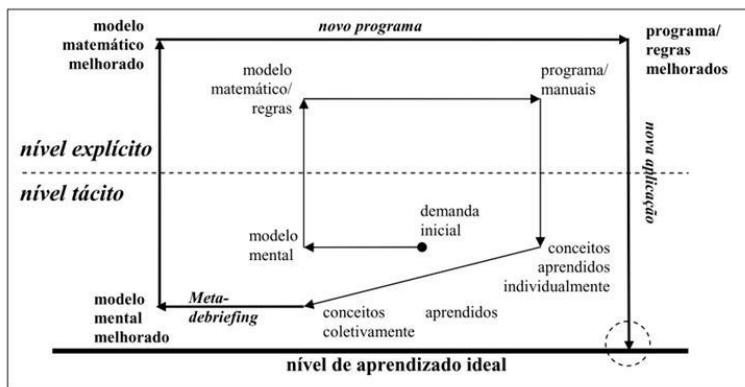 modelo
matemático
melhorado
novo programa
programa/
regras
melhorados
modelo
matemático/
regras
programa/
manuais
nível explícito
nível tácito
nova aplicação
demanda
inicial
modelo
mental
conceitos
aprendidos
individualmente
modelo
mental
melhorado
Meta-
debriefing
conceitos aprendidos
coletivamente
nível de aprendizado ideal